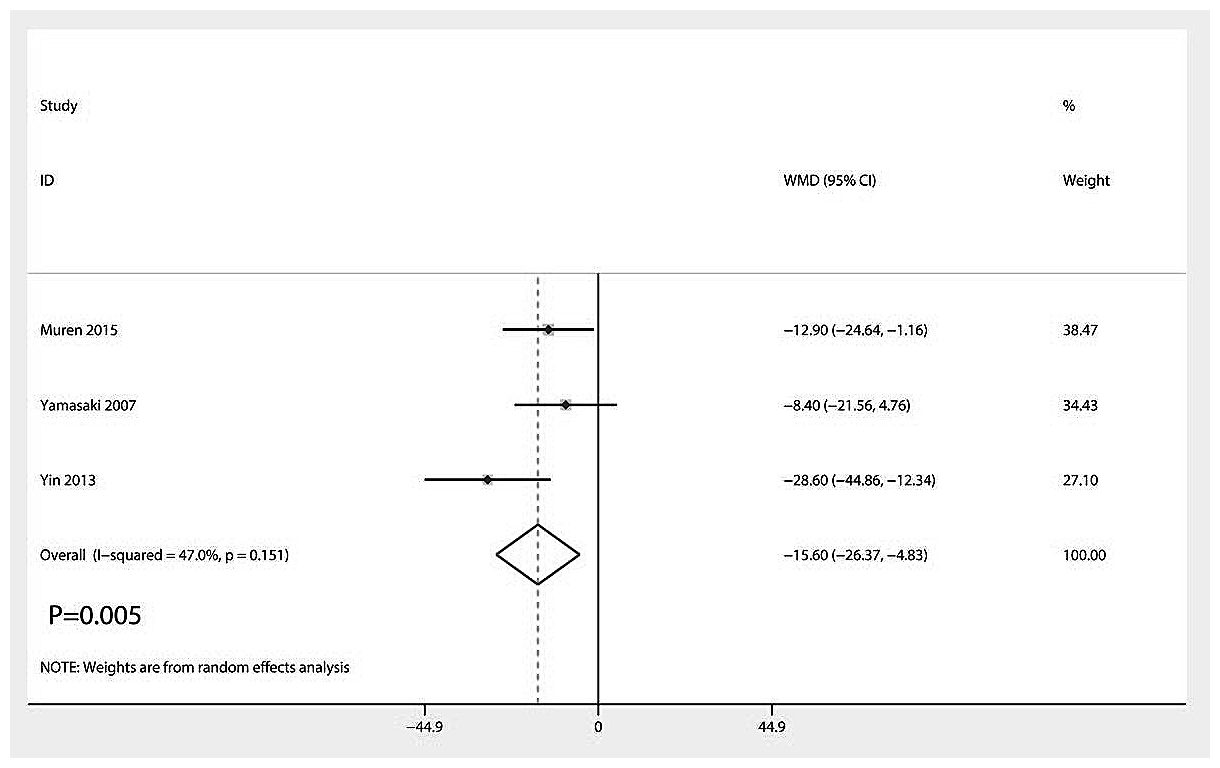 Study %
ID WMD (95% CI) Weight
Muren 2015 −12.90 (−24.64, −1.16) 38.47
Yamasaki 2007 −8.40 (−21.56, 4.76) 34.43
Yin 2013 −28.60 (−44.86, −12.34) 27.10
Overall (I−squared = 47.0%, p = 0.151) −15.60 (−26.37, −4.83) 100.00
P=0.005
NOTE: Weights are from random effects analysis
−44.9 0 44.9